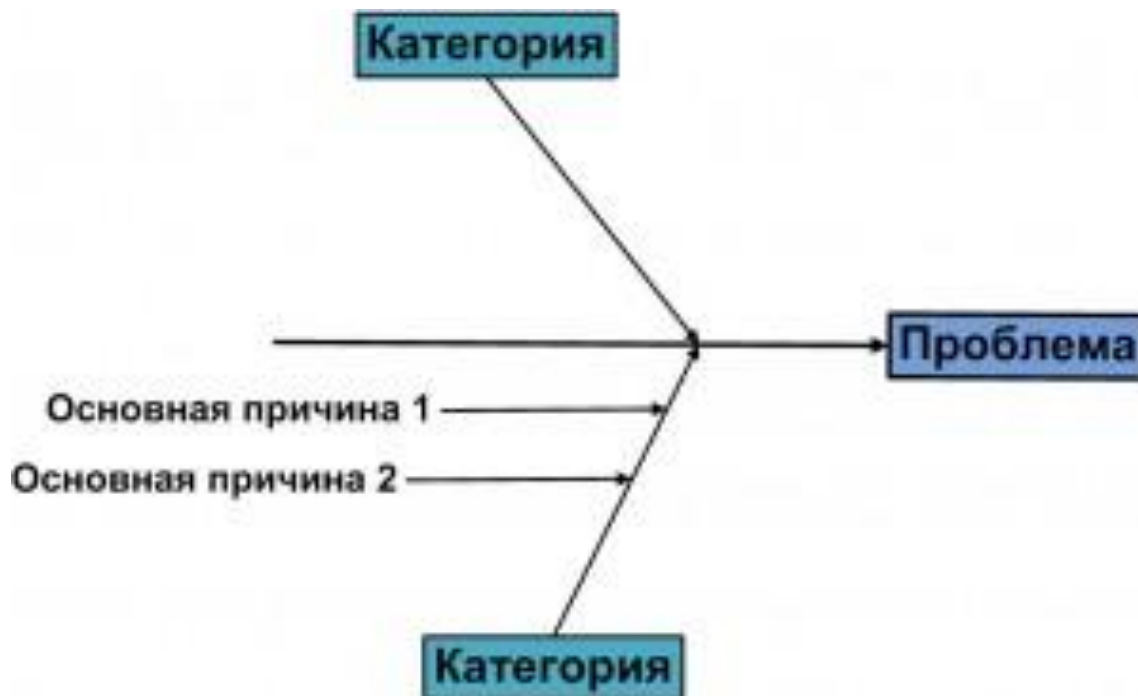 Категория
Проблема
Основная причина 1
Основная причина 2
Категория